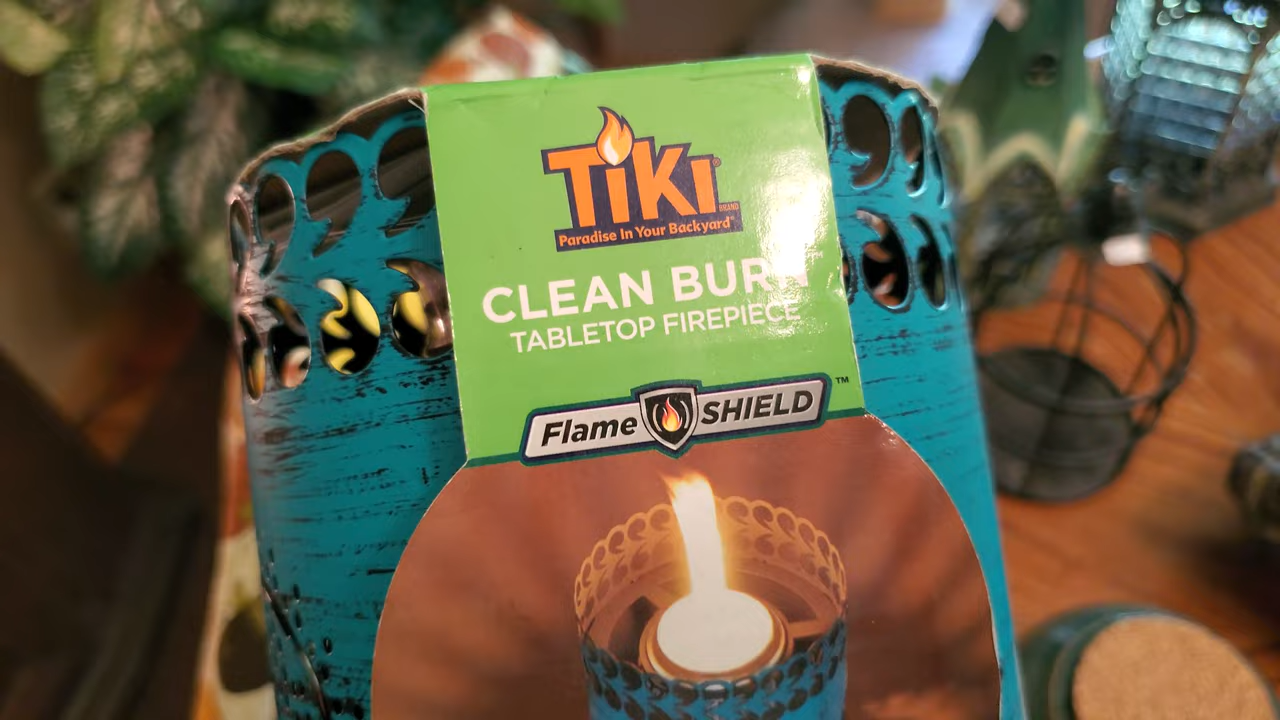 TiKi®
BRAND
Paradise In Your Backyard®
CLEAN BURN
TABLETOP FIREPIECE
Flame SHIELD™